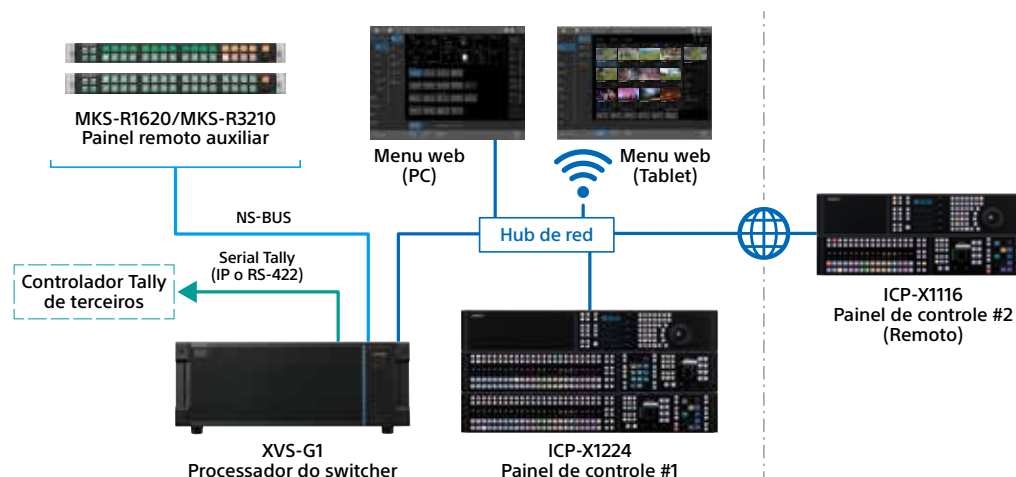 MKS-R1620/MKS-R3210
Painel remoto auxiliar
Menu web
(PC)
Menu web
(Tablet)
NS-BUS
Hub de red
Serial Tally
(IP o RS-422)
Controlador Tally
de terceiros
ICP-X1116
Painel de controle #2
(Remoto)
XVS-G1
Processador do switcher
ICP-X1224
Painel de controle #1